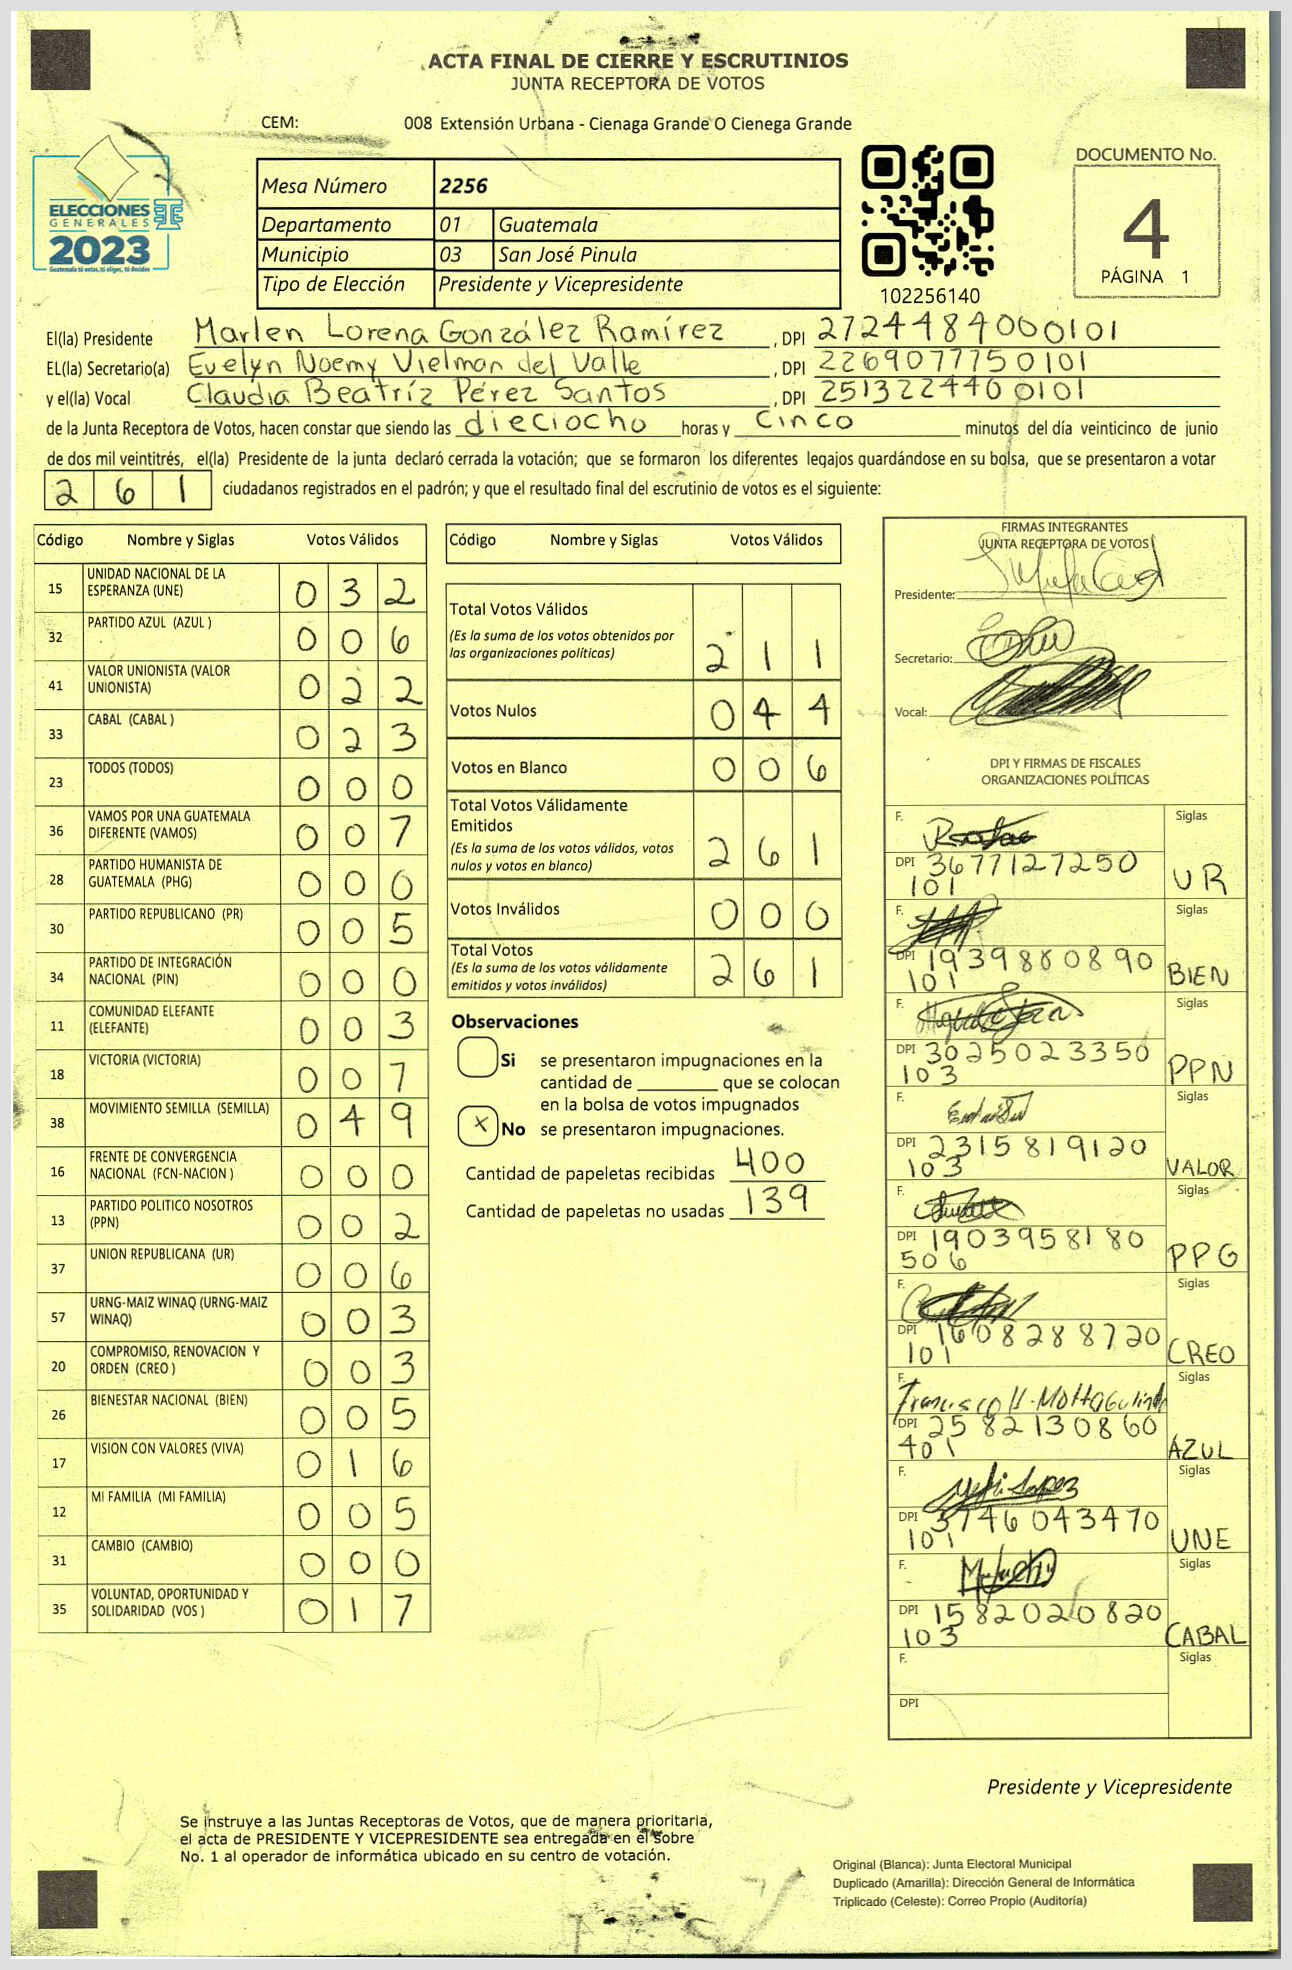 ACTA FINAL DE CIERRE Y ESCRUTINIOS
JUNTA RECEPTORA DE VOTOS
CEM: 008 Extensión Urbana - Cienaga Grande O Cienega Grande
ELECCIONES
GENERALES
2023
Guatemala tú votas, tú eliges, tú decides
Mesa Número 2256
Departamento 01 Guatemala
Municipio 03 San José Pinula
Tipo de Elección Presidente y Vicepresidente
102256140
DOCUMENTO No.
4
PÁGINA 1
El(la) Presidente Marlen Lorena González Ramírez, DPI 2724484000101
EL(la) Secretario(a) Evelyn Noemy Vielman del Valle, DPI 2269077750101
y el(la) Vocal Claudia Beatríz Pérez Santos, DPI 2513224400101
de la Junta Receptora de Votos, hacen constar que siendo las dieciocho horas y cinco minutos del día veinticinco de junio
de dos mil veintitrés, el(la) Presidente de la junta declaró cerrada la votación; que se formaron los diferentes legajos guardándose en su bolsa, que se presentaron a votar
2 6 1 ciudadanos registrados en el padrón; y que el resultado final del escrutinio de votos es el siguiente:
Código Nombre y Siglas Votos Válidos
15 UNIDAD NACIONAL DE LA ESPERANZA (UNE) 0 3 2
32 PARTIDO AZUL (AZUL ) 0 0 6
41 VALOR UNIONISTA (VALOR UNIONISTA) 0 2 2
33 CABAL (CABAL ) 0 2 3
23 TODOS (TODOS) 0 0 0
36 VAMOS POR UNA GUATEMALA DIFERENTE (VAMOS) 0 0 7
28 PARTIDO HUMANISTA DE GUATEMALA (PHG) 0 0 0
30 PARTIDO REPUBLICANO (PR) 0 0 5
34 PARTIDO DE INTEGRACIÓN NACIONAL (PIN) 0 0 0
11 COMUNIDAD ELEFANTE (ELEFANTE) 0 0 3
18 VICTORIA (VICTORIA) 0 0 7
38 MOVIMIENTO SEMILLA (SEMILLA) 0 4 9
16 FRENTE DE CONVERGENCIA NACIONAL (FCN-NACION ) 0 0 0
13 PARTIDO POLITICO NOSOTROS (PPN) 0 0 2
37 UNION REPUBLICANA (UR) 0 0 6
57 URNG-MAIZ WINAQ (URNG-MAIZ WINAQ) 0 0 3
20 COMPROMISO, RENOVACION Y ORDEN (CREO ) 0 0 3
26 BIENESTAR NACIONAL (BIEN) 0 0 5
17 VISION CON VALORES (VIVA) 0 1 6
12 MI FAMILIA (MI FAMILIA) 0 0 5
31 CAMBIO (CAMBIO) 0 0 0
35 VOLUNTAD, OPORTUNIDAD Y SOLIDARIDAD (VOS ) 0 1 7
Código Nombre y Siglas Votos Válidos
Total Votos Válidos
(Es la suma de los votos obtenidos por
las organizaciones políticas) 2 1 1
Votos Nulos 0 4 4
Votos en Blanco 0 0 6
Total Votos Válidamente
Emitidos
(Es la suma de los votos válidos, votos
nulos y votos en blanco) 2 6 1
Votos Inválidos 0 0 0
Total Votos
(Es la suma de los votos válidamente
emitidos y votos inválidos) 2 6 1
Observaciones
Si se presentaron impugnaciones en la
cantidad de ________ que se colocan
en la bolsa de votos impugnados
X No se presentaron impugnaciones.
Cantidad de papeletas recibidas 400
Cantidad de papeletas no usadas 139
FIRMAS INTEGRANTES
JUNTA RECEPTORA DE VOTOS
Presidente:
Secretario:
Vocal:
DPI Y FIRMAS DE FISCALES
ORGANIZACIONES POLÍTICAS
F. Siglas
DPI 3677127250
101 UR
F. Siglas
DPI 1939880890
101 BIEN
F. Siglas
DPI 3025023350
103 PPN
F. Siglas
DPI 2315819120
103 VALOR
F. Siglas
DPI 1903958180
506 PPG
F. Siglas
DPI 1608288720
101 CREO
F. Siglas
DPI 2582130860
401 AZUL
F. Siglas
DPI 3746043470
101 UNE
F. Siglas
DPI 1582020820
103 CABAL
F. Siglas
DPI
Presidente y Vicepresidente
Se instruye a las Juntas Receptoras de Votos, que de manera prioritaria,
el acta de PRESIDENTE Y VICEPRESIDENTE sea entregada en el sobre
No. 1 al operador de informática ubicado en su centro de votación.
Original (Blanca): Junta Electoral Municipal
Duplicado (Amarilla): Dirección General de Informática
Triplicado (Celeste): Correo Propio (Auditoría)